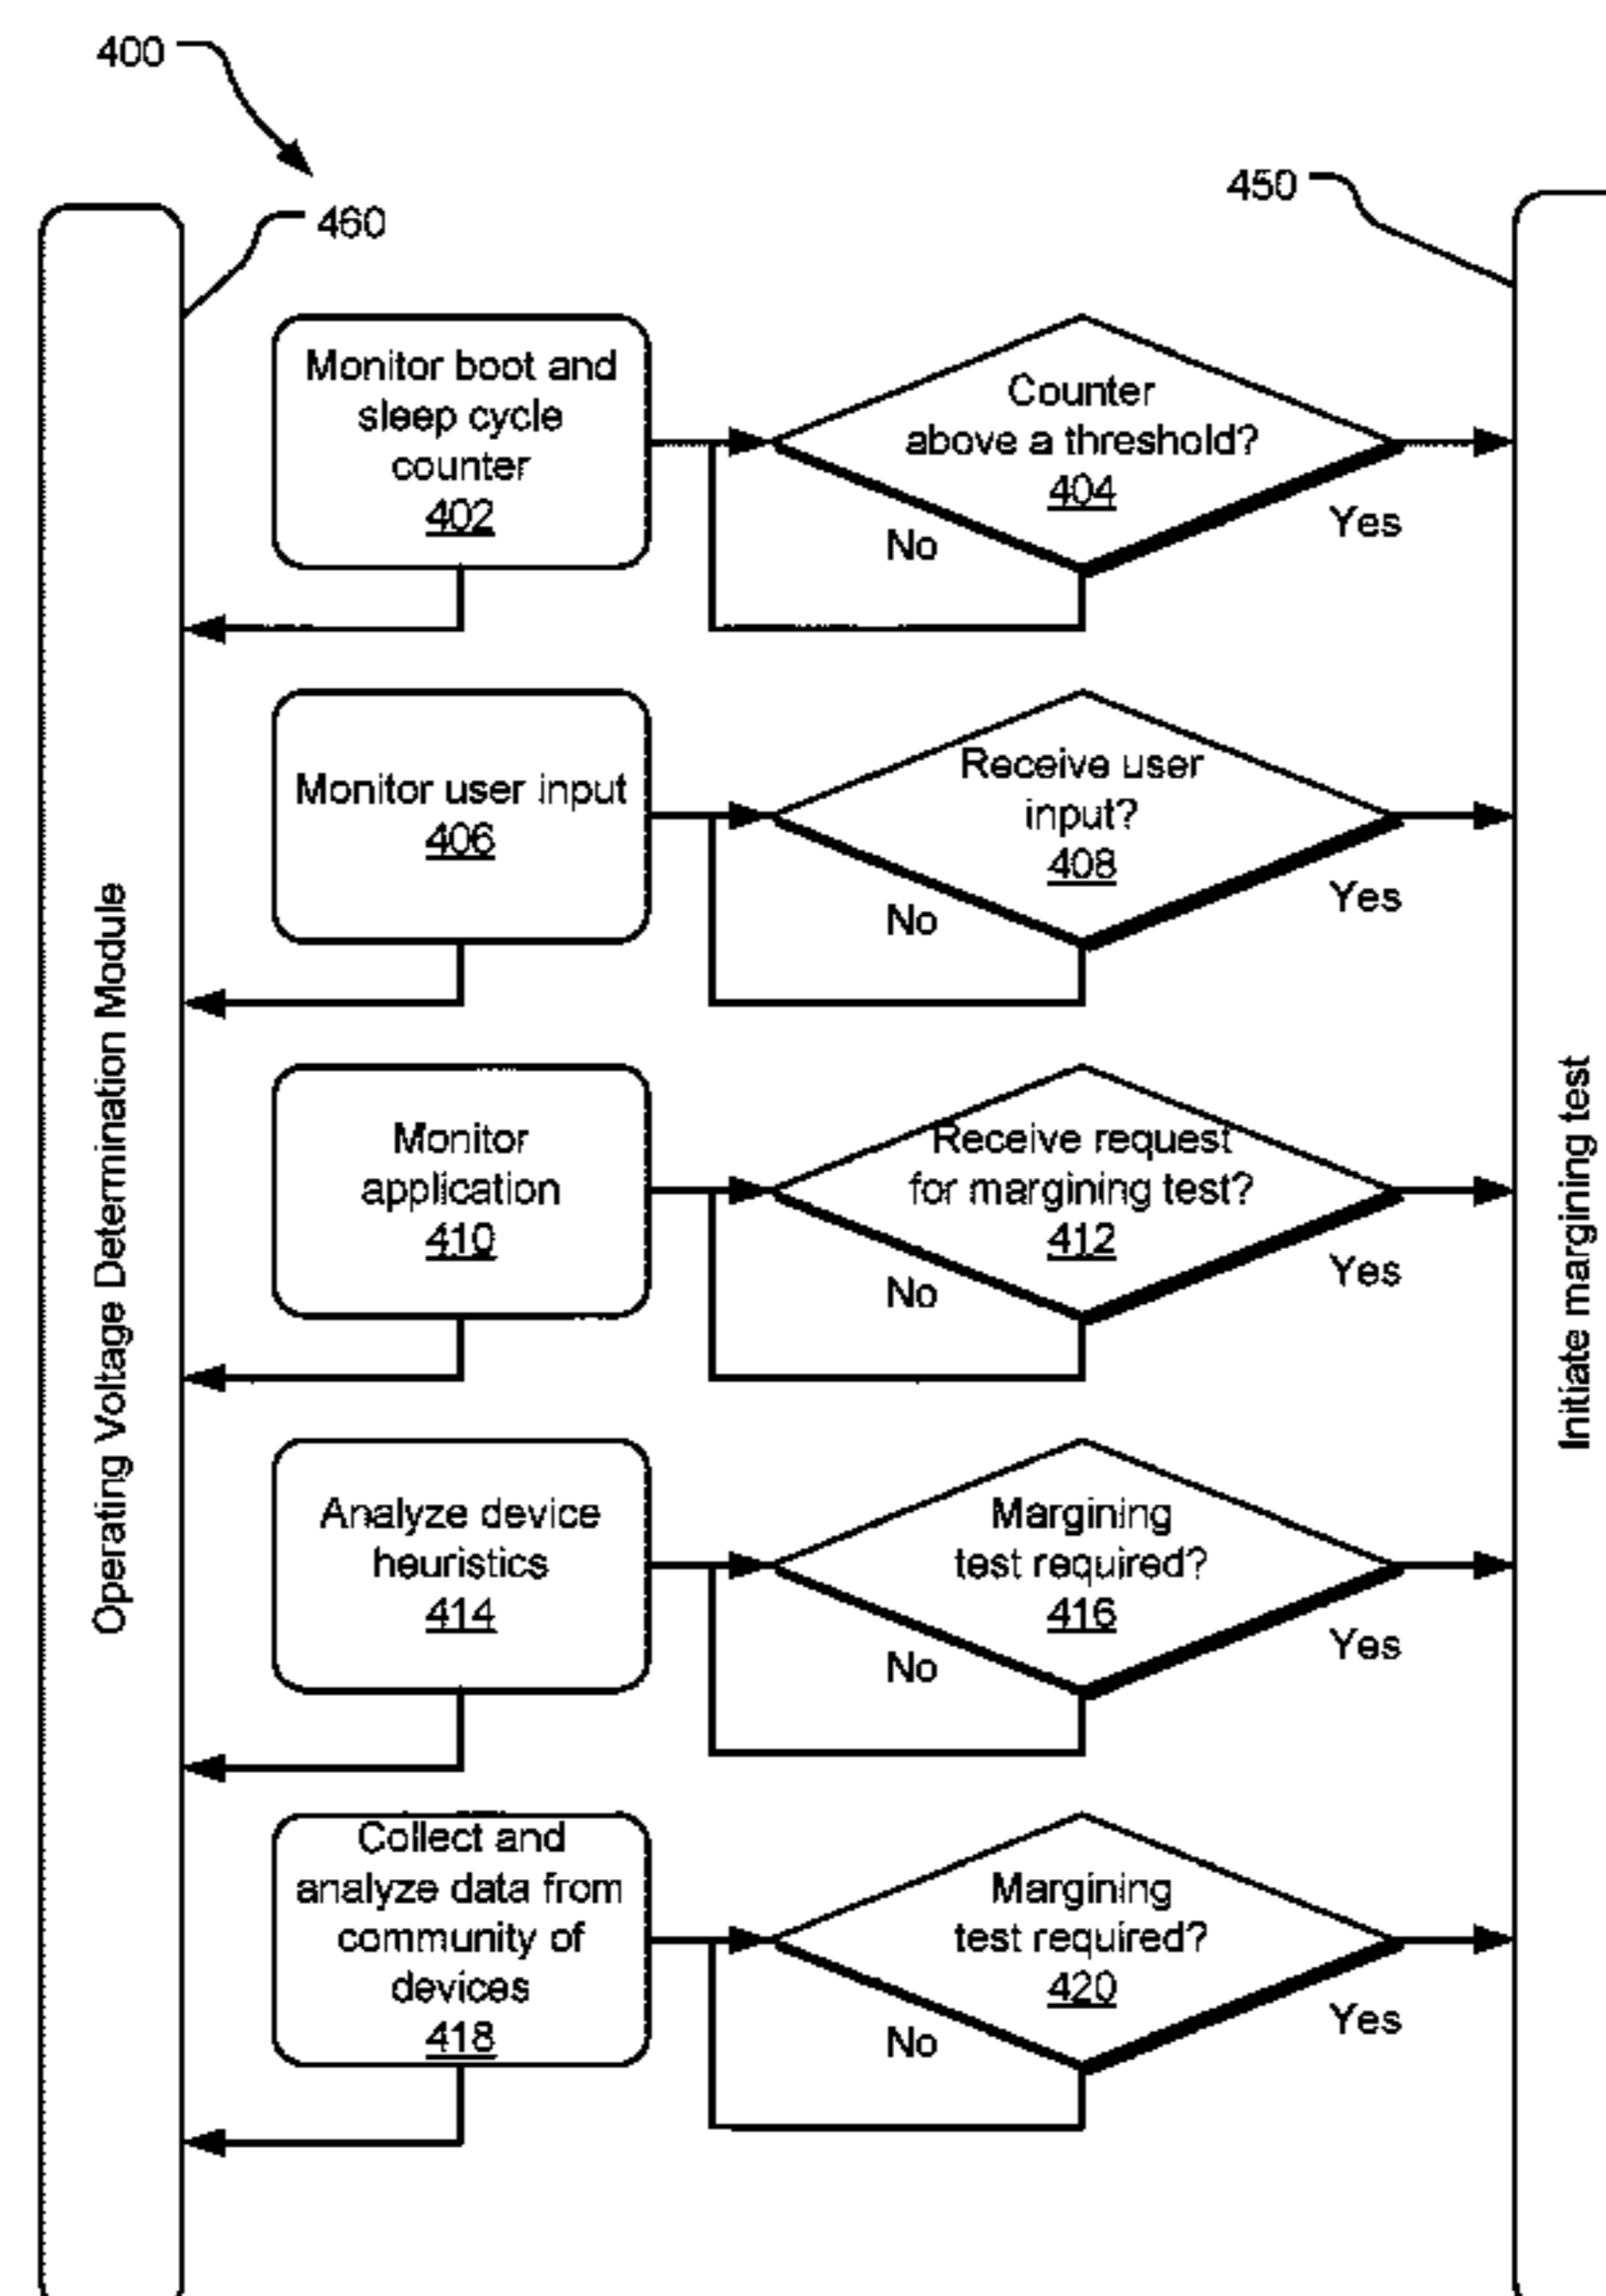 400
460
450
Monitor boot and
sleep cycle
counter
402
Counter
above a threshold?
404
No
Yes
Monitor user input
406
Receive user
input?
408
No
Yes
Monitor
application
410
Receive request
for margining test?
412
No
Yes
Analyze device
heuristics
414
Margining
test required?
416
No
Yes
Collect and
analyze data from
community of
devices
418
Margining
test required?
420
No
Yes
Operating Voltage Determination Module
Initiate margining test